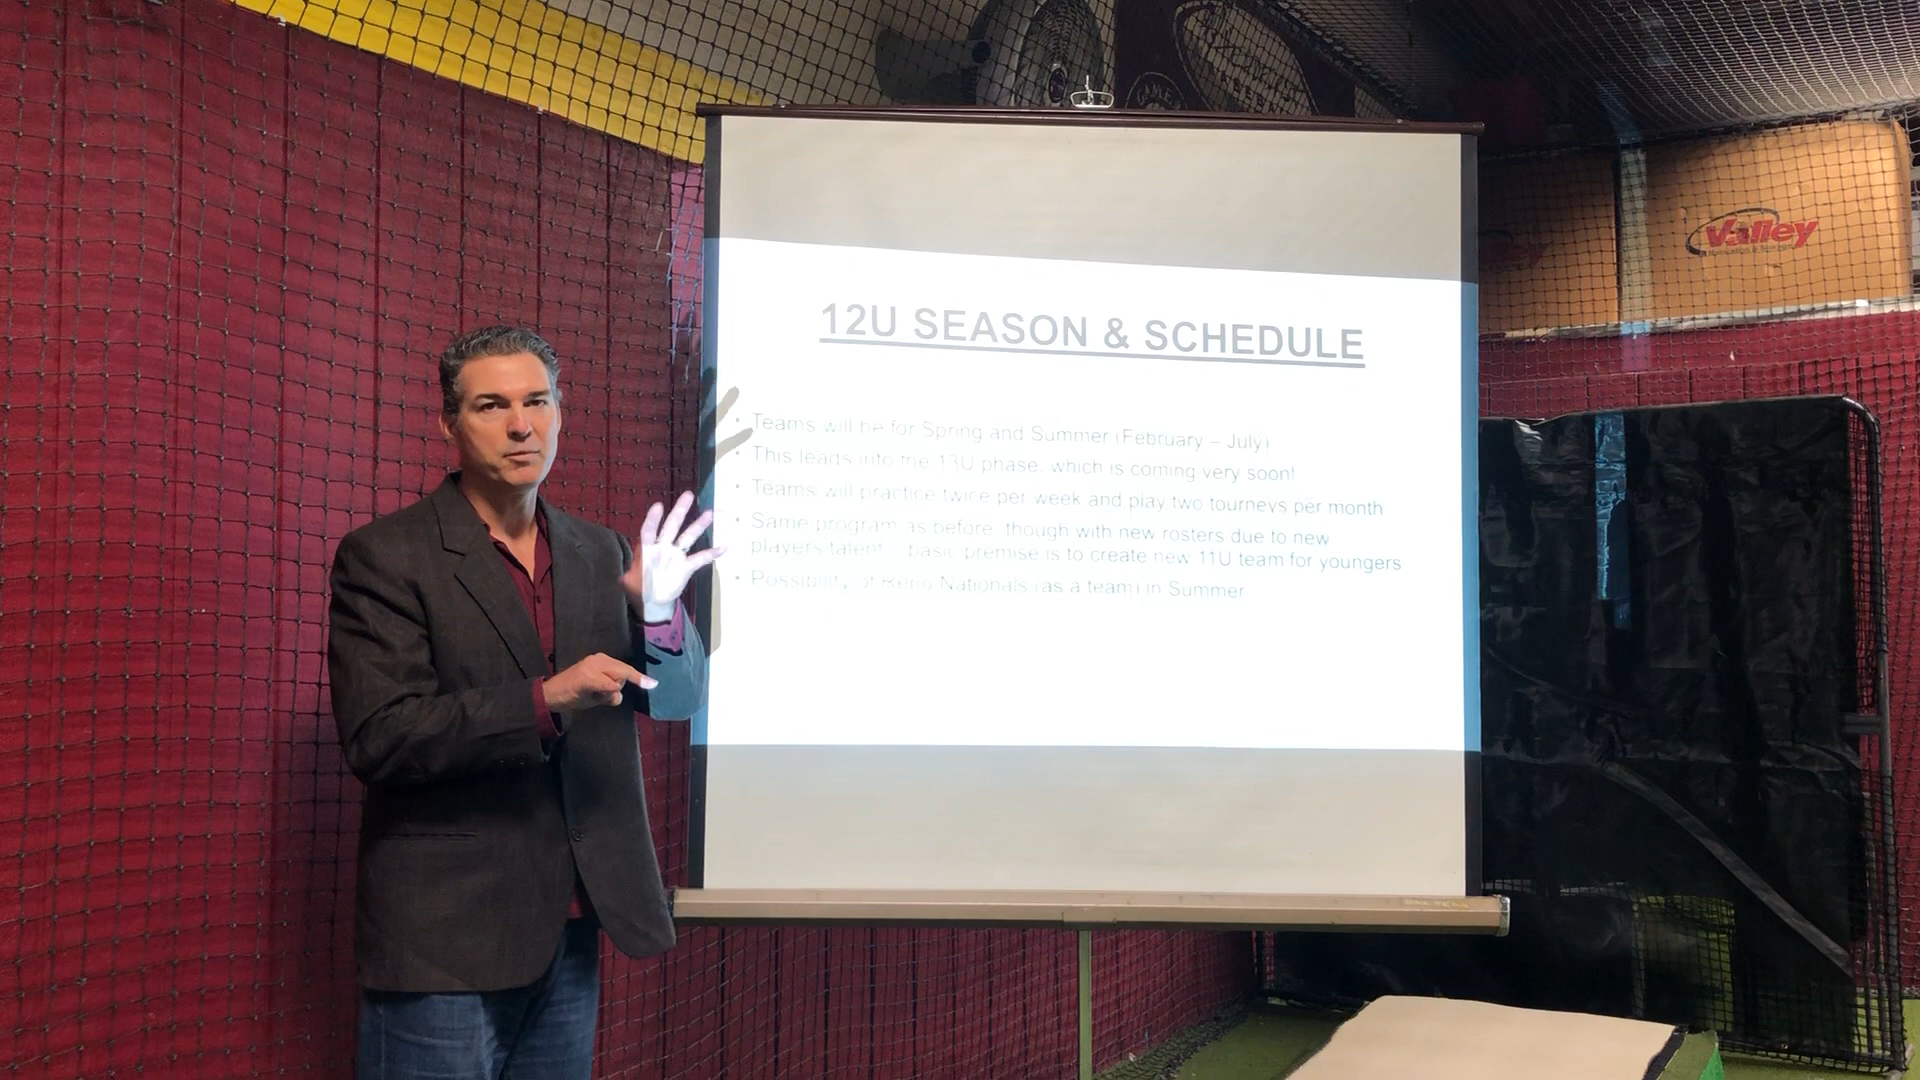 GAME
Valley
12U SEASON & SCHEDULE
• Teams will be for Spring and Summer (February – July)
• This leads into the 13U phase, which is coming very soon!
• Teams will practice twice per week and play two tourneys per month
• Same program as before, though with new rosters due to new
players talent basic premise is to create new 11U team for youngers
• Possibility of Reno Nationals (as a team) in Summer